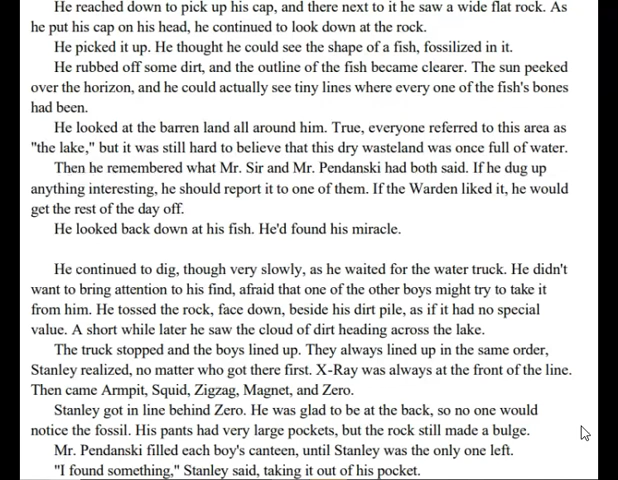 He reached down to pick up his cap, and there next to it he saw a wide flat rock. As
he put his cap on his head, he continued to look down at the rock.
He picked it up. He thought he could see the shape of a fish, fossilized in it.
He rubbed off some dirt, and the outline of the fish became clearer. The sun peeked
over the horizon, and he could actually see tiny lines where every one of the fish's bones
had been.
He looked at the barren land all around him. True, everyone referred to this area as
"the lake," but it was still hard to believe that this dry wasteland was once full of water.
Then he remembered what Mr. Sir and Mr. Pendanski had both said. If he dug up
anything interesting, he should report it to one of them. If the Warden liked it, he would
get the rest of the day off.
He looked back down at his fish. He'd found his miracle.
He continued to dig, though very slowly, as he waited for the water truck. He didn't
want to bring attention to his find, afraid that one of the other boys might try to take it
from him. He tossed the rock, face down, beside his dirt pile, as if it had no special
value. A short while later he saw the cloud of dirt heading across the lake.
The truck stopped and the boys lined up. They always lined up in the same order,
Stanley realized, no matter who got there first. X-Ray was always at the front of the line.
Then came Armpit, Squid, Zigzag, Magnet, and Zero.
Stanley got in line behind Zero. He was glad to be at the back, so no one would
notice the fossil. His pants had very large pockets, but the rock still made a bulge.
Mr. Pendanski filled each boy's canteen, until Stanley was the only one left.
"I found something," Stanley said, taking it out of his pocket.